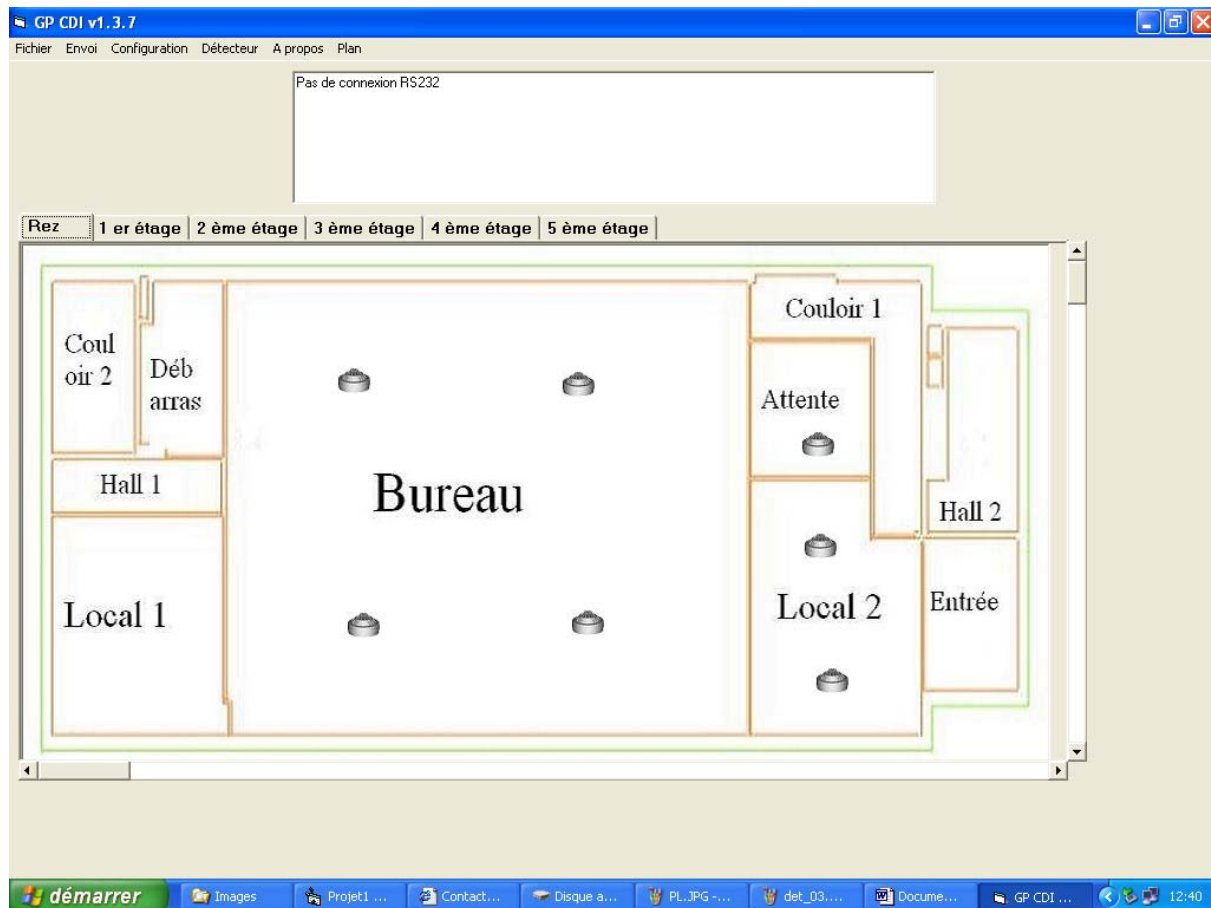 GP CDI v1.3.7
Fichier Envoi Configuration Détecteur A propos Plan
Pas de connexion RS232
Rez 1 er étage 2 ème étage 3 ème étage 4 ème étage 5 ème étage
Couloir 1
Coul
oir 2
Déb
arras
Attente
Hall 1
Bureau
Hall 2
Local 1
Local 2
Entrée
démarrer Images Projet1 ... Contact... Disque a... PL.JPG -... det_03.... Docume... GP CDI ... 12:40